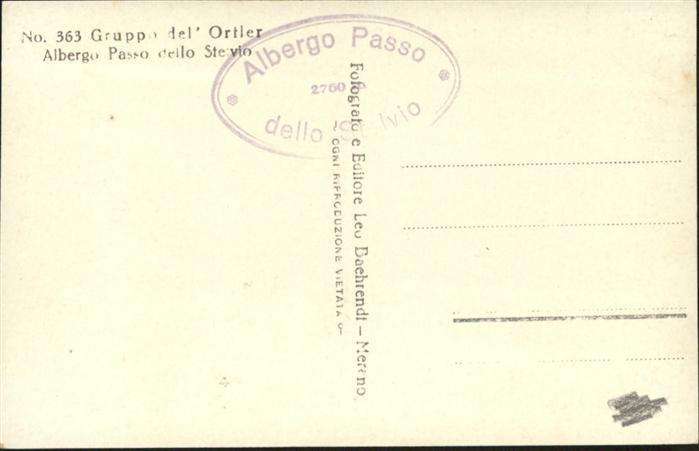 No. 363 Gruppo del' Ortler
Albergo Passo dello Stelvio
Albergo Passo
2760
dello lvio
Fotografo e Editore Leo Baehrendt - Merano
OGNI RIPRODUZIONE VIETATA